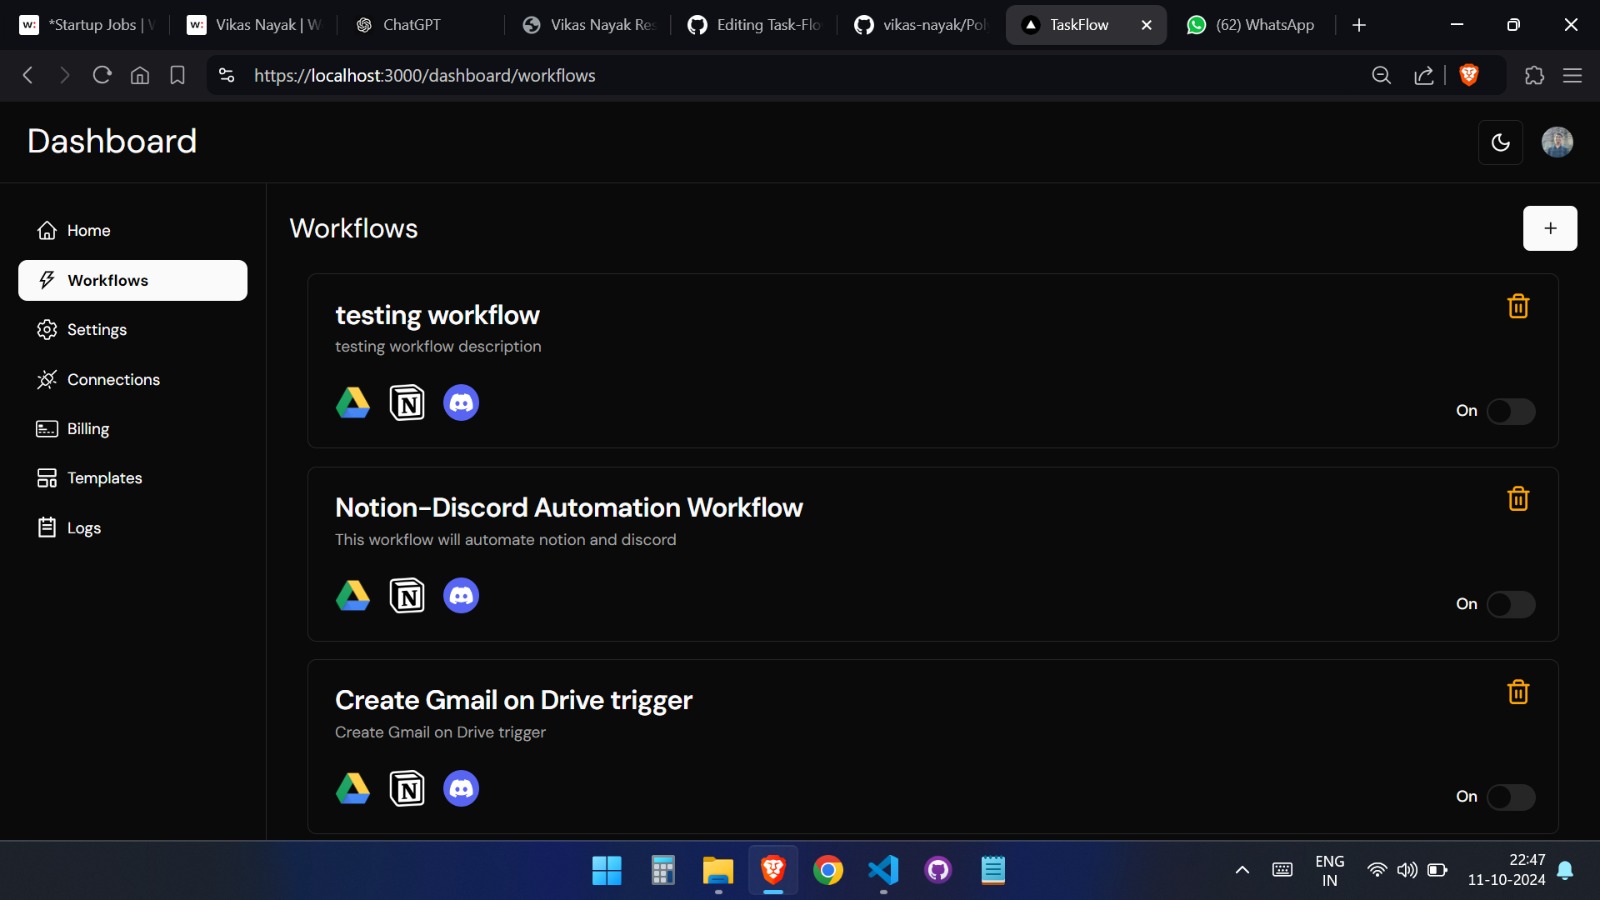 *Startup Jobs | V
Vikas Nayak | W
ChatGPT
Vikas Nayak Res
Editing Task-Flo
vikas-nayak/Pol
TaskFlow
(62) WhatsApp
https://localhost:3000/dashboard/workflows
Dashboard
Home
Workflows
Settings
Connections
Billing
Templates
Logs
Workflows
testing workflow
testing workflow description
On
Notion-Discord Automation Workflow
This workflow will automate notion and discord
On
Create Gmail on Drive trigger
Create Gmail on Drive trigger
On
ENG
IN
22:47
11-10-2024